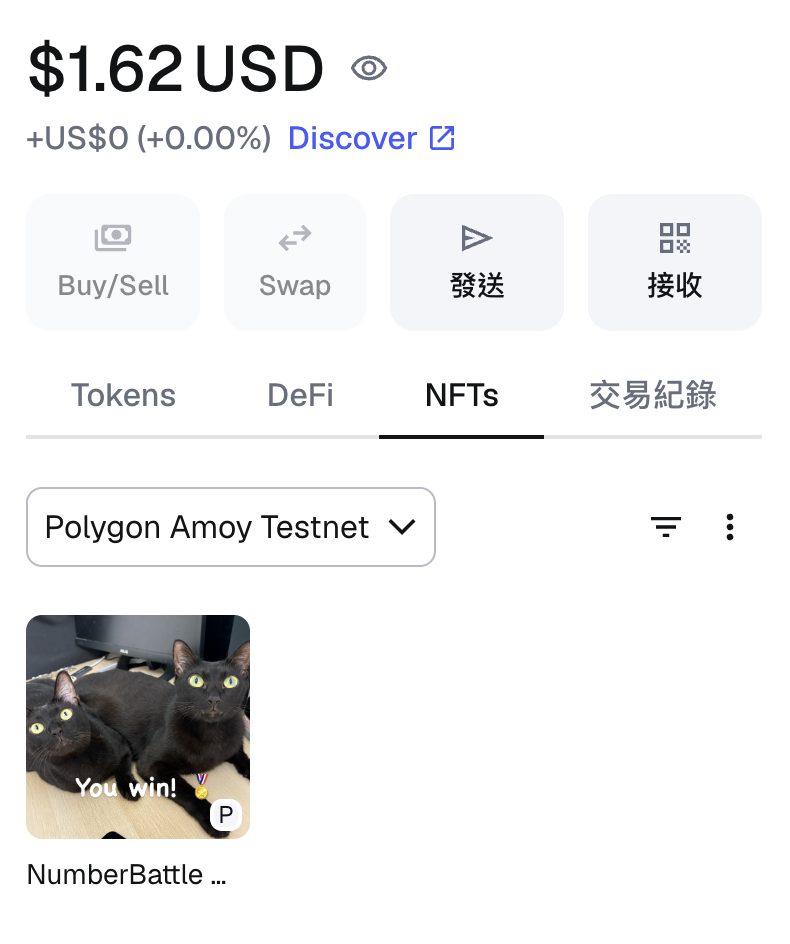 $1.62 USD
+US$0 (+0.00%) Discover
Buy/Sell
Swap
發送
接收
Tokens
DeFi
NFTs
交易紀錄
Polygon Amoy Testnet
You win!
P
NumberBattle ...